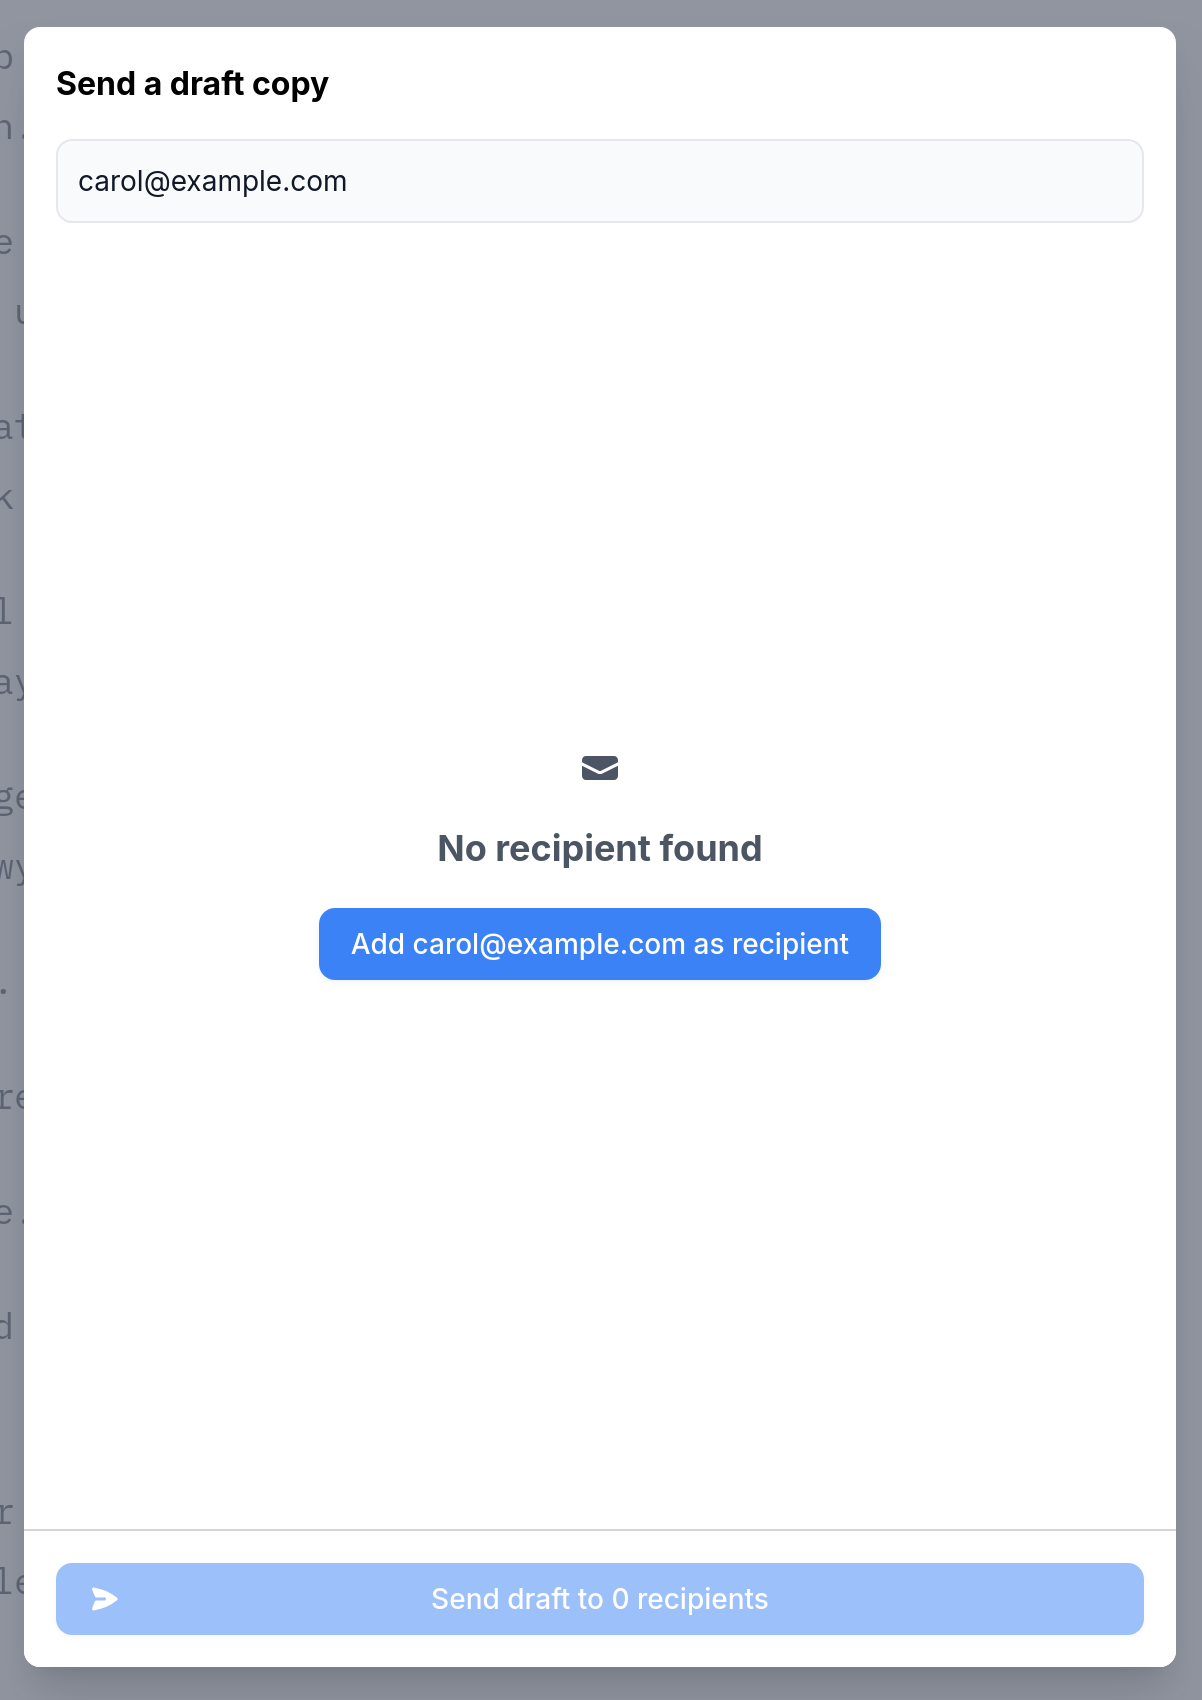 Send a draft copy
carol@example.com
No recipient found
Add carol@example.com as recipient
Send draft to 0 recipients